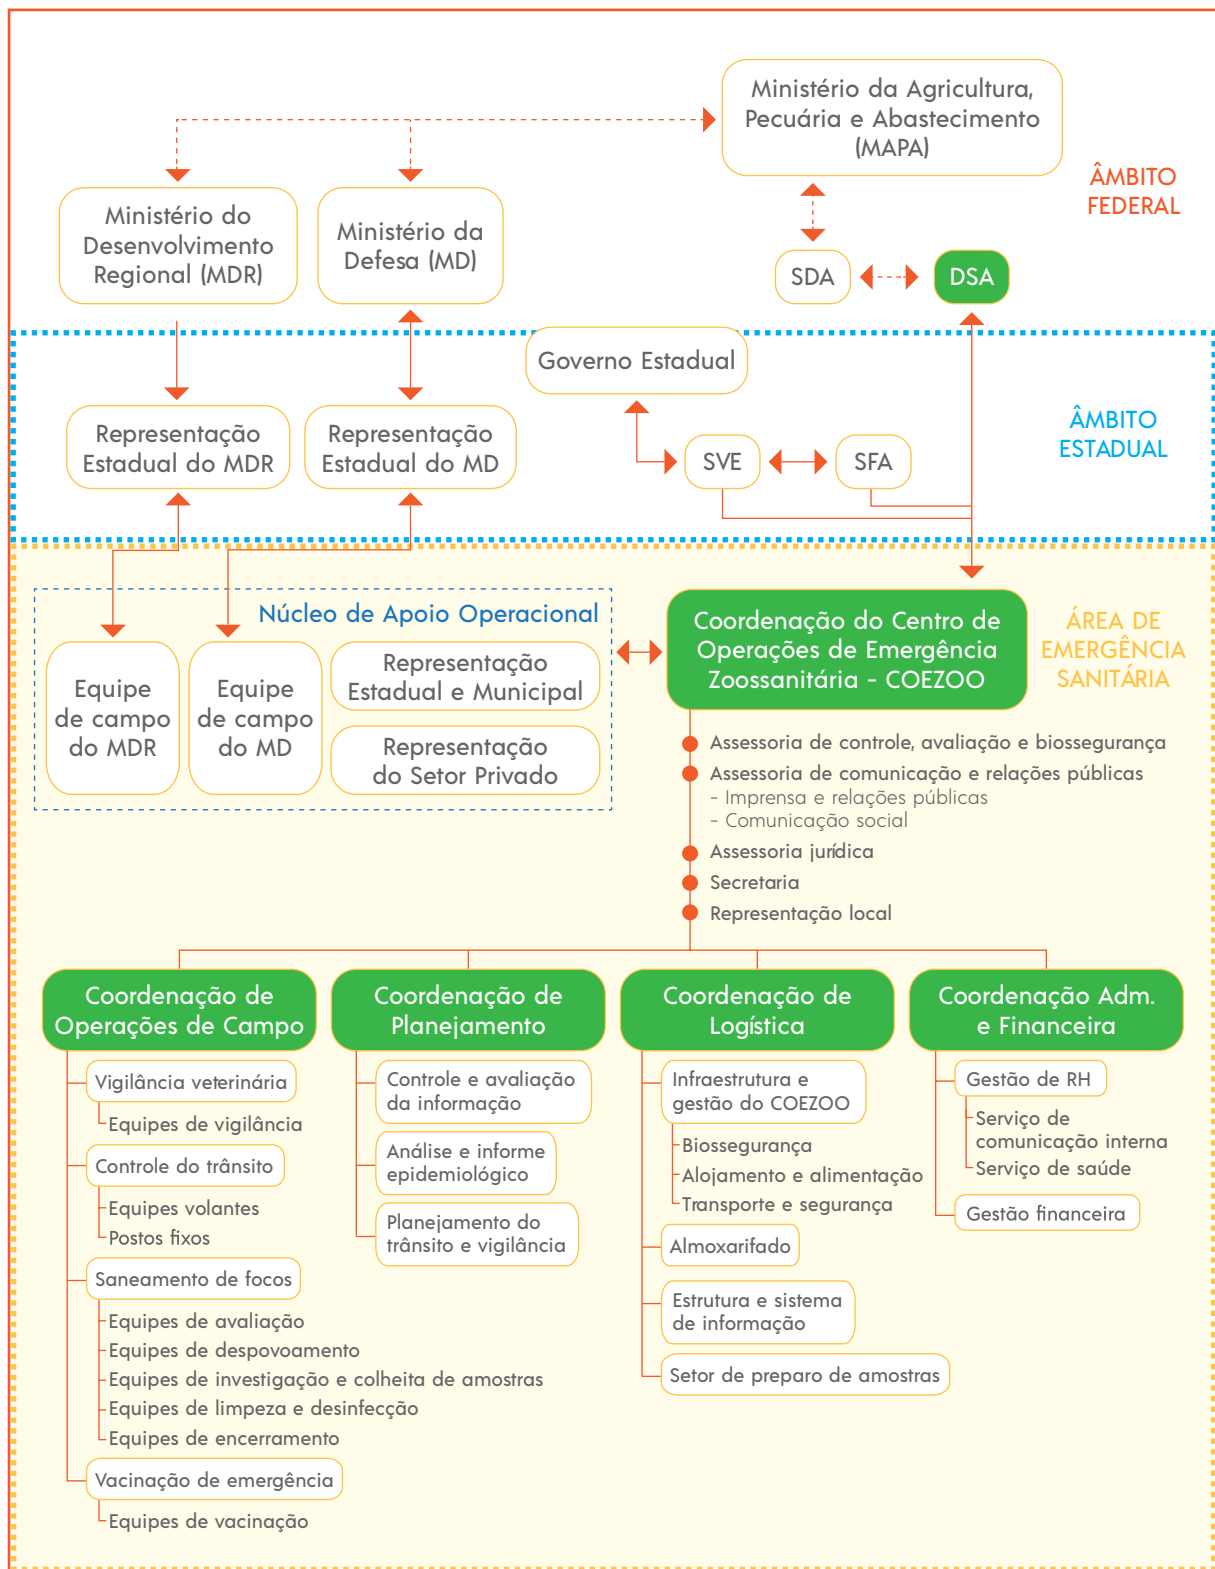 Ministério da Agricultura,
Pecuária e Abastecimento
(MAPA)
ÂMBITO
FEDERAL
Ministério do
Desenvolvimento
Regional (MDR)
Ministério da
Defesa (MD)
SDA
DSA
Governo Estadual
ÂMBITO
ESTADUAL
Representação
Estadual do MDR
Representação
Estadual do MD
SVE
SFA
Núcleo de Apoio Operacional
Equipe
de campo
do MDR
Equipe
de campo
do MD
Representação
Estadual e Municipal
Representação
do Setor Privado
Coordenação do Centro de
Operações de Emergência
Zoossanitária - COEZOO
ÁREA DE
EMERGÊNCIA
SANITÁRIA
Assessoria de controle, avaliação e biossegurança
Assessoria de comunicação e relações públicas
- Imprensa e relações públicas
- Comunicação social
Assessoria jurídica
Secretaria
Representação local
Coordenação de
Operações de Campo
Vigilância veterinária
Equipes de vigilância
Controle do trânsito
Equipes volantes
Postos fixos
Saneamento de focos
Equipes de avaliação
Equipes de despovoamento
Equipes de investigação e colheita de amostras
Equipes de limpeza e desinfecção
Equipes de encerramento
Vacinação de emergência
Equipes de vacinação
Coordenação de
Planejamento
Controle e avaliação
da informação
Análise e informe
epidemiológico
Planejamento do
trânsito e vigilância
Coordenação de
Logística
Infraestrutura e
gestão do COEZOO
Biossegurança
Alojamento e alimentação
Transporte e segurança
Almoxarifado
Estrutura e sistema
de informação
Setor de preparo de amostras
Coordenação Adm.
e Financeira
Gestão de RH
Serviço de
comunicação interna
Serviço de saúde
Gestão financeira